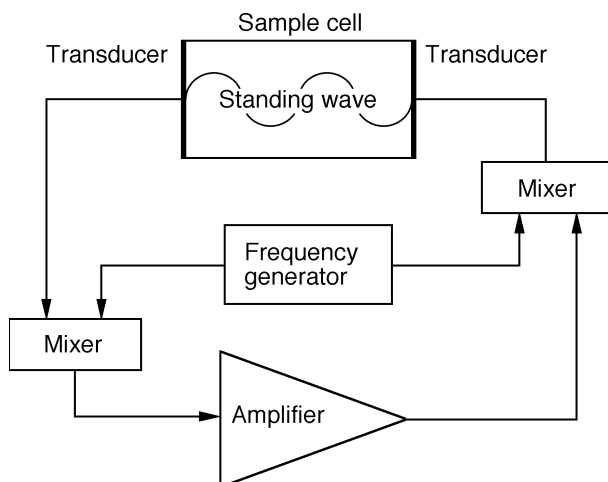 Sample cell
Transducer
Transducer
Standing wave
Mixer
Frequency
generator
Mixer
Amplifier